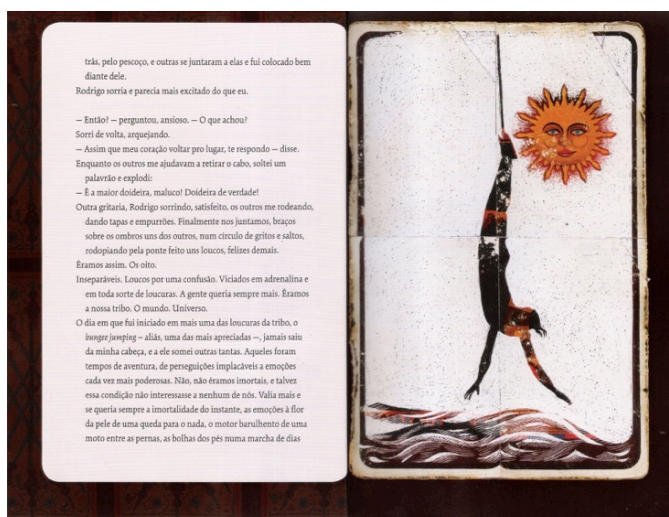 trás, pelo pescoço, e outras se juntaram a elas e fui colocado bem
diante dele.
Rodrigo sorria e parecia mais excitado do que eu.
— Então? — perguntou, ansioso. — O que achou?
Sorri de volta, arquejando.
— Assim que meu coração voltar pro lugar, te respondo — disse.
Enquanto os outros me ajudavam a retirar o cabo, soltei um
palavrão e explodi:
— É a maior doideira, maluco! Doideira de verdade!
Outra gritaria, Rodrigo sorrindo, satisfeito, os outros me rodeando,
dando tapas e empurrões. Finalmente nos juntamos, braços
sobre os ombros uns dos outros, num círculo de gritos e saltos,
rodopiando pela ponte feito uns loucos, felizes demais.
Éramos assim. Os oito.
Inseparáveis. Loucos por uma confusão. Viciados em adrenalina e
em toda sorte de loucuras. A gente queria sempre mais. Éramos
a nossa tribo. O mundo. Universo.
O dia em que fui iniciado em mais uma das loucuras da tribo, o
bungee jumping – aliás, uma das mais apreciadas –, jamais saiu
da minha cabeça, e a ele somei outras tantas. Aqueles foram
tempos de aventura, de perseguições implacáveis a emoções
cada vez mais poderosas. Não, não éramos imortais, e talvez
essa condição não interessasse a nenhum de nós. Valia mais e
se queria sempre a imortalidade do instante, as emoções à flor
da pele de uma queda para o nada, o motor barulhento de uma
moto entre as pernas, as bolhas dos pés numa marcha de dias